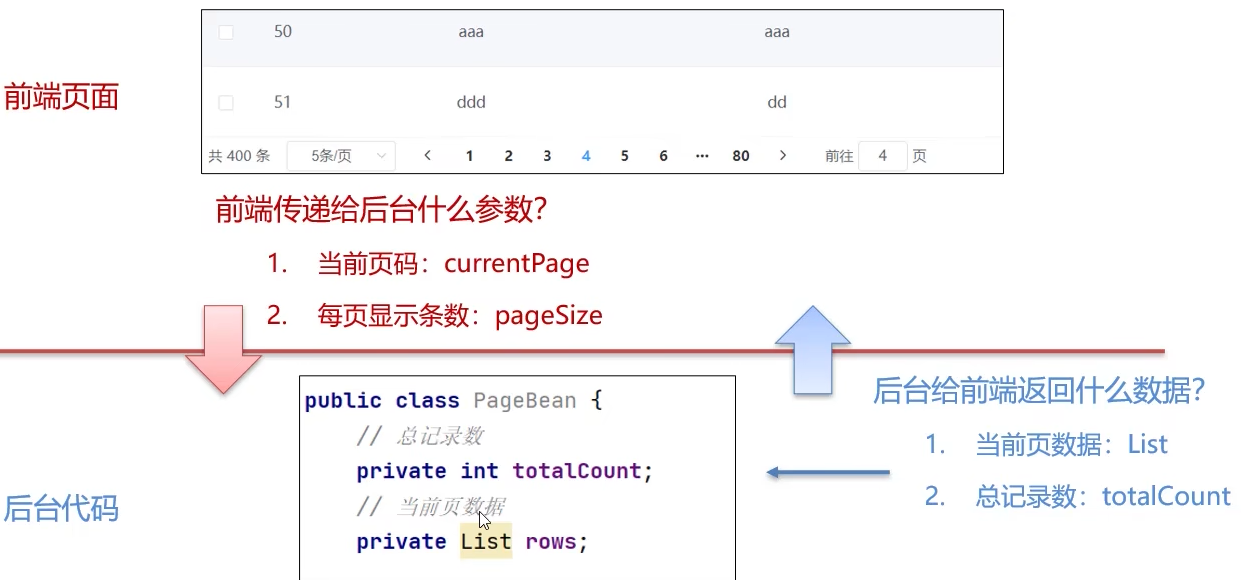 50 aaa aaa
前端页面
51 ddd dd
共 400 条 5条/页 < 1 2 3 4 5 6 ··· 80 > 前往 4 页
前端传递给后台什么参数?
1. 当前页码：currentPage
2. 每页显示条数：pageSize
后台给前端返回什么数据?
1. 当前页数据：List
2. 总记录数：totalCount
后台代码
public class PageBean {
// 总记录数
private int totalCount;
// 当前页数据
private List rows;